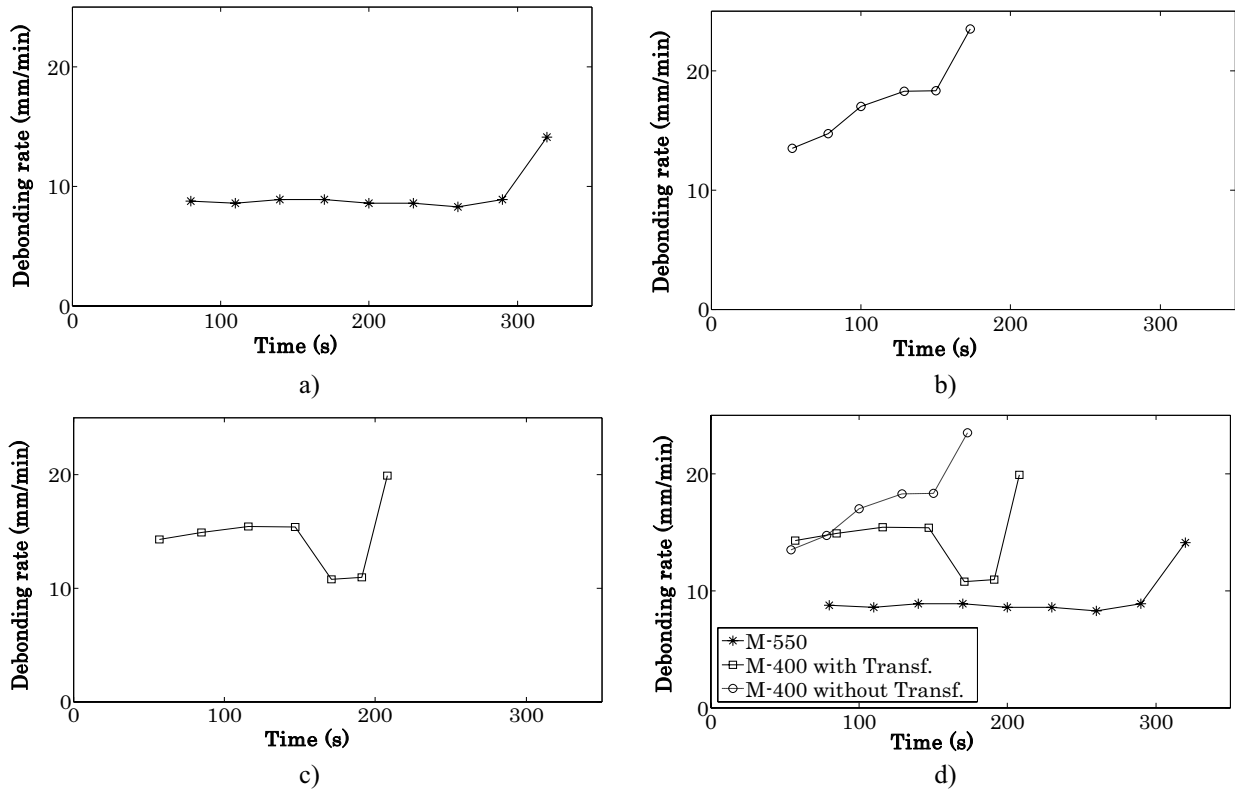 Debonding rate (mm/min)
20
10
0
0 100 200 300
Time (s)
a)
Debonding rate (mm/min)
20
10
0
0 100 200 300
Time (s)
b)
Debonding rate (mm/min)
20
10
0
0 100 200 300
Time (s)
c)
Debonding rate (mm/min)
20
10
0
M-550
M-400 with Transf.
M-400 without Transf.
0 100 200 300
Time (s)
d)